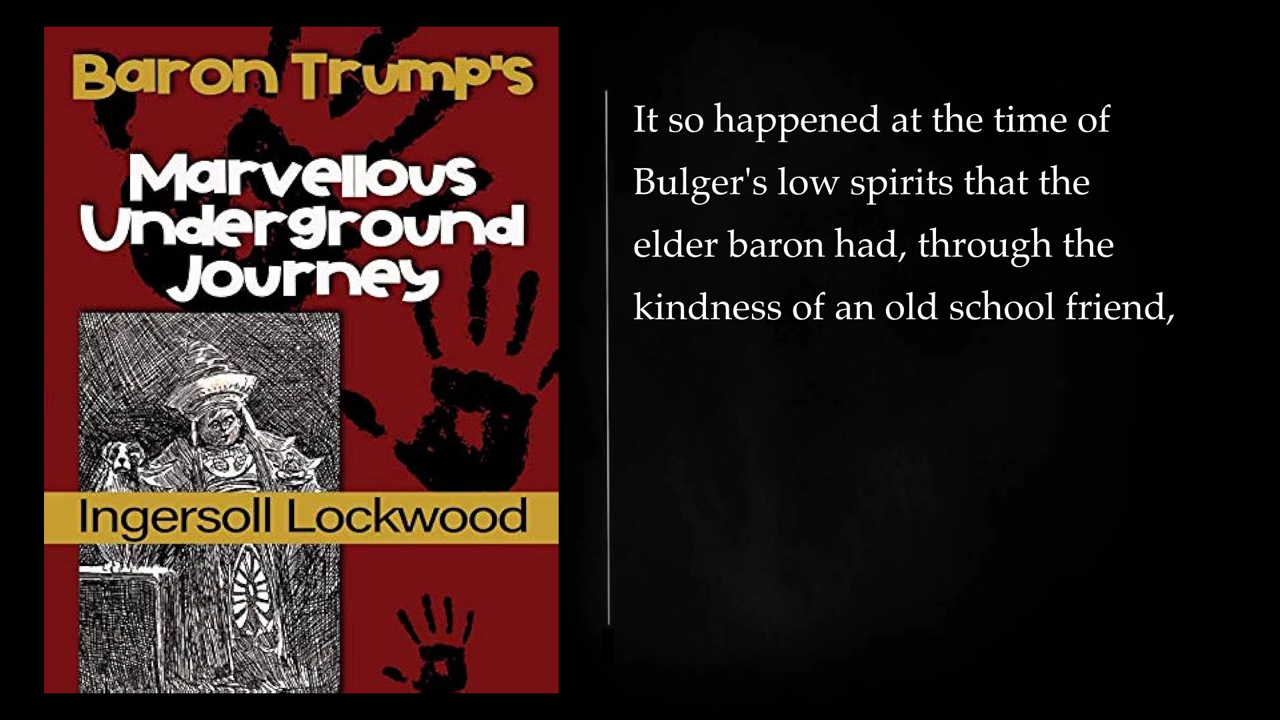 Baron Trump's
Marvellous
Underground
Journey
Ingersoll Lockwood
It so happened at the time of
Bulger's low spirits that the
elder baron had, through the
kindness of an old school friend,